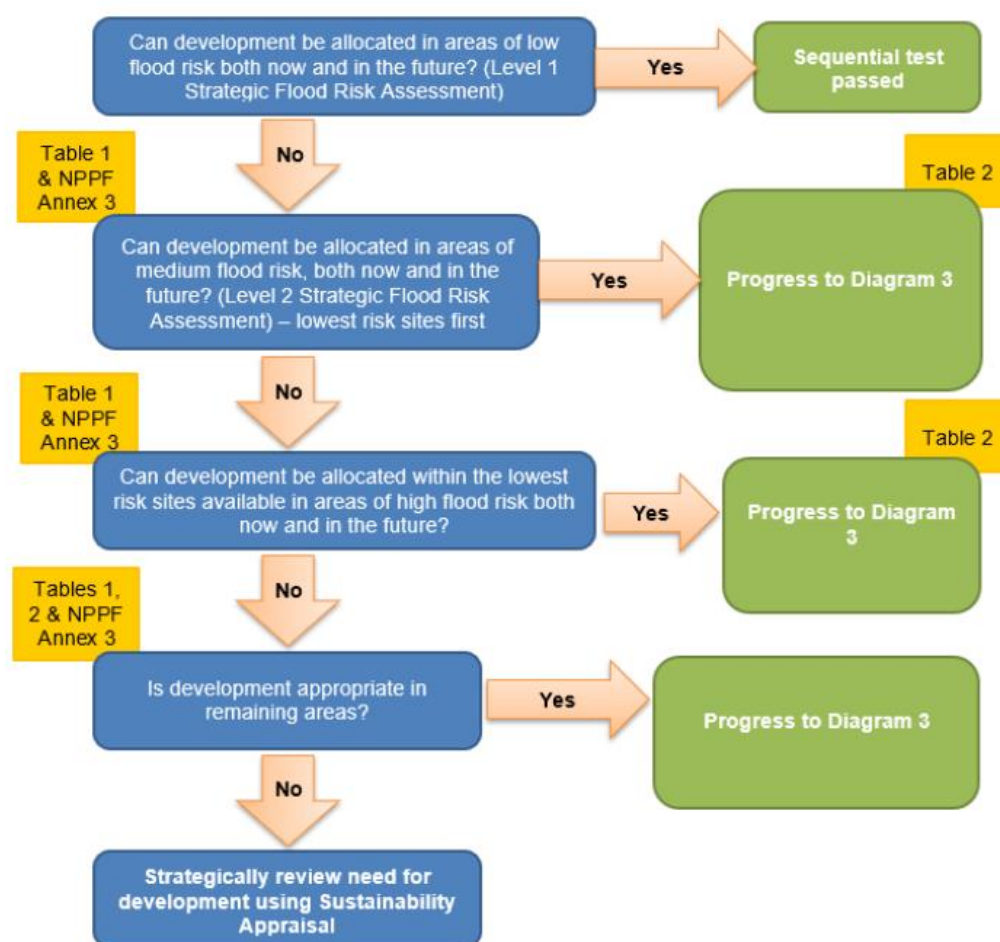 Can development be allocated in areas of low
flood risk both now and in the future? (Level 1
Strategic Flood Risk Assessment)
Yes
Sequential test
passed
No
Table 1
& NPPF
Annex 3
Table 2
Can development be allocated in areas of
medium flood risk, both now and in the
future? (Level 2 Strategic Flood Risk
Assessment) – lowest risk sites first
Yes
Progress to Diagram 3
No
Table 1
& NPPF
Annex 3
Table 2
Can development be allocated within the lowest
risk sites available in areas of high flood risk both
now and in the future?
Yes
Progress to Diagram
3
No
Tables 1,
2 & NPPF
Annex 3
Is development appropriate in
remaining areas?
Yes
Progress to Diagram 3
No
Strategically review need for
development using Sustainability
Appraisal